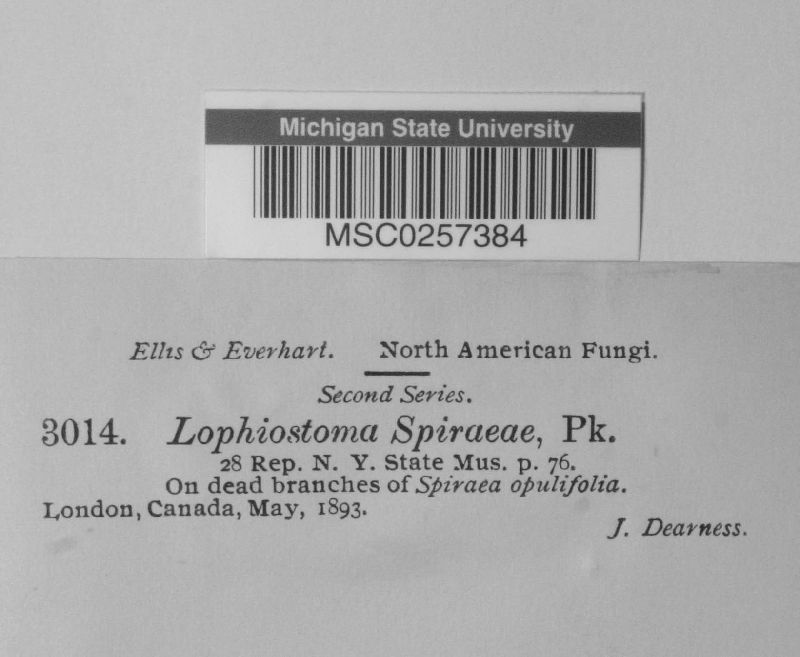 Michigan State University
MSC0257384
Ellis & Everhart. North American Fungi.
Second Series.
3014. Lophiostoma Spiraeae, Pk.
28 Rep. N. Y. State Mus. p. 76.
On dead branches of Spiraea opulifolia.
London, Canada, May, 1893.
J. Dearness.